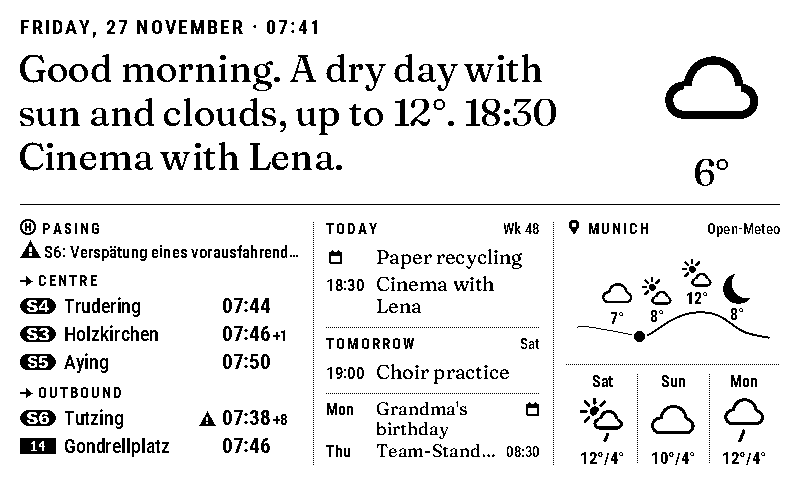 FRIDAY, 27 NOVEMBER · 07:41
Good morning. A dry day with
sun and clouds, up to 12°. 18:30
Cinema with Lena.
6°
H PASING
S6: Verspätung eines vorausfahrend…
→ CENTRE
S4 Trudering 07:44
S3 Holzkirchen 07:46 +1
S5 Aying 07:50
→ OUTBOUND
S6 Tutzing 07:38 +8
14 Gondrellplatz 07:46
TODAY Wk 48
Paper recycling
18:30 Cinema with
Lena
TOMORROW Sat
19:00 Choir practice
Mon Grandma's
birthday
Thu Team-Stand… 08:30
MUNICH Open-Meteo
7° 8° 12° 8°
Sat Sun Mon
12°/4° 10°/4° 12°/4°